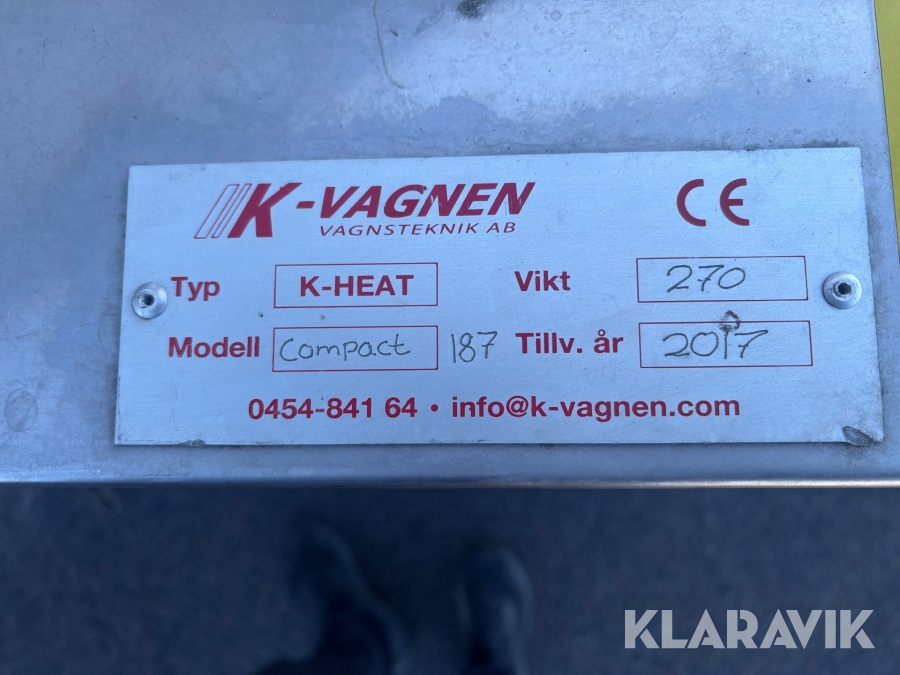 K-VAGNEN
VAGNSTEKNIK AB
CE
Typ K-HEAT Vikt 270
Modell Compact 187 Tillv. år 2017
0454-841 64 • info@k-vagnen.com
KLARAVIK